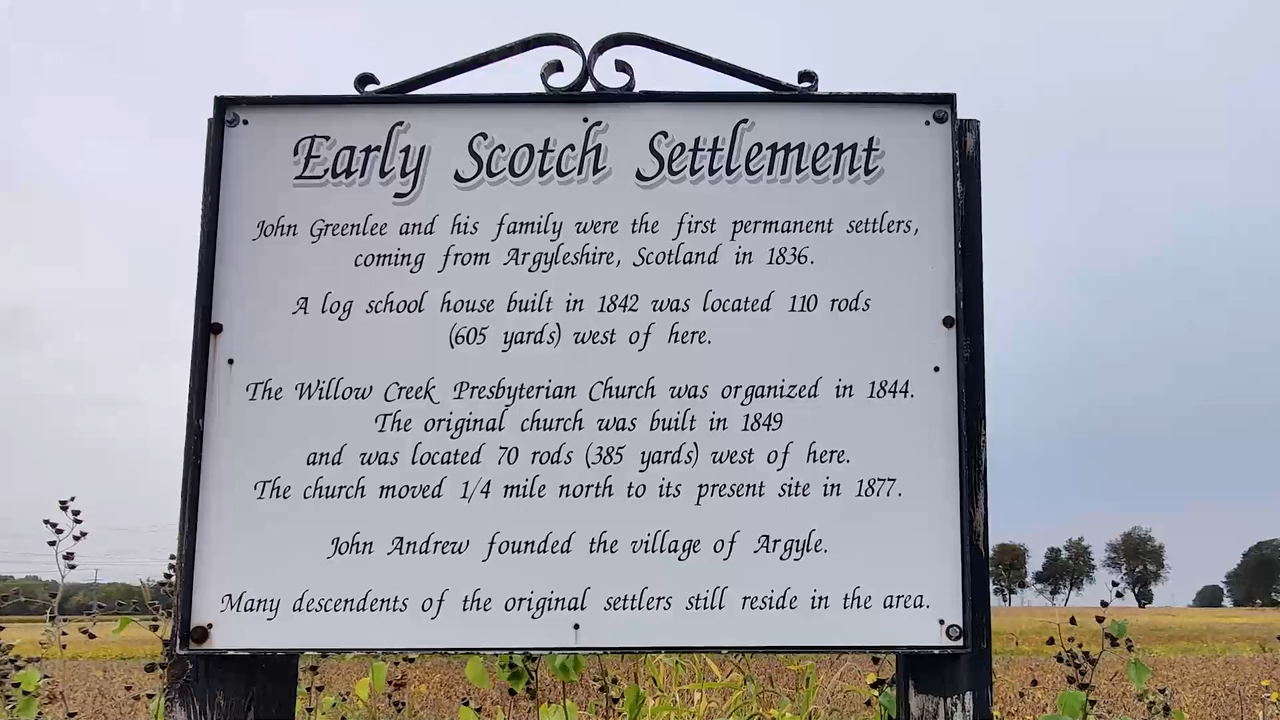 Early Scotch Settlement
John Greenlee and his family were the first permanent settlers,
coming from Argyleshire, Scotland in 1836.
A log school house built in 1842 was located 110 rods
(605 yards) west of here.
The Willow Creek Presbyterian Church was organized in 1844.
The original church was built in 1849
and was located 70 rods (385 yards) west of here.
The church moved 1/4 mile north to its present site in 1877.
John Andrew founded the village of Argyle.
Many descendents of the original settlers still reside in the area.